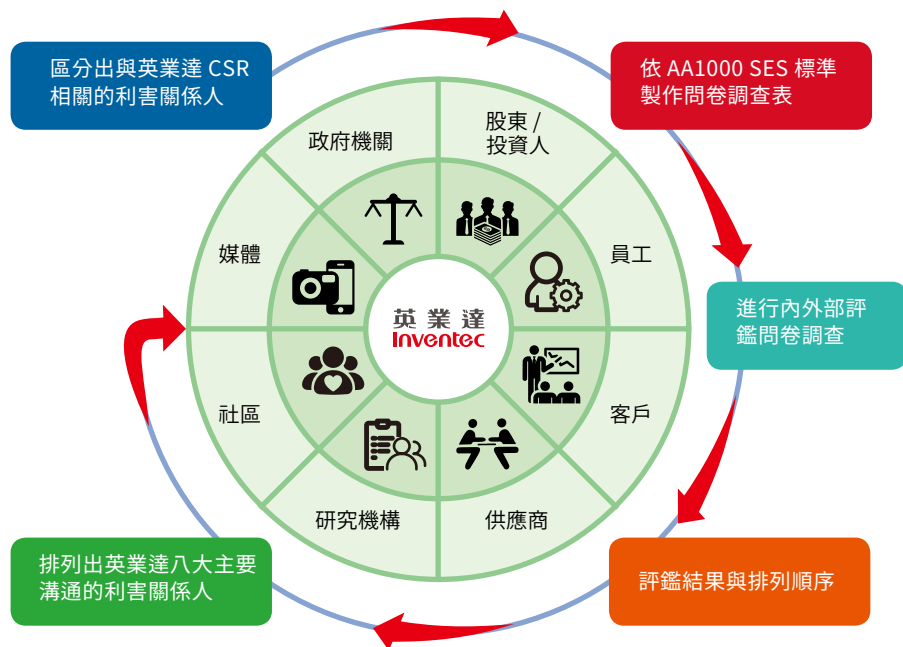 區分出與英業達 CSR
相關的利害關係人
依 AA1000 SES 標準
製作問卷調查表
進行內外部評
鑑問卷調查
評鑑結果與排列順序
排列出英業達八大主要
溝通的利害關係人
政府機關
股東 /
投資人
員工
客戶
供應商
研究機構
社區
媒體
英業達
Inventec